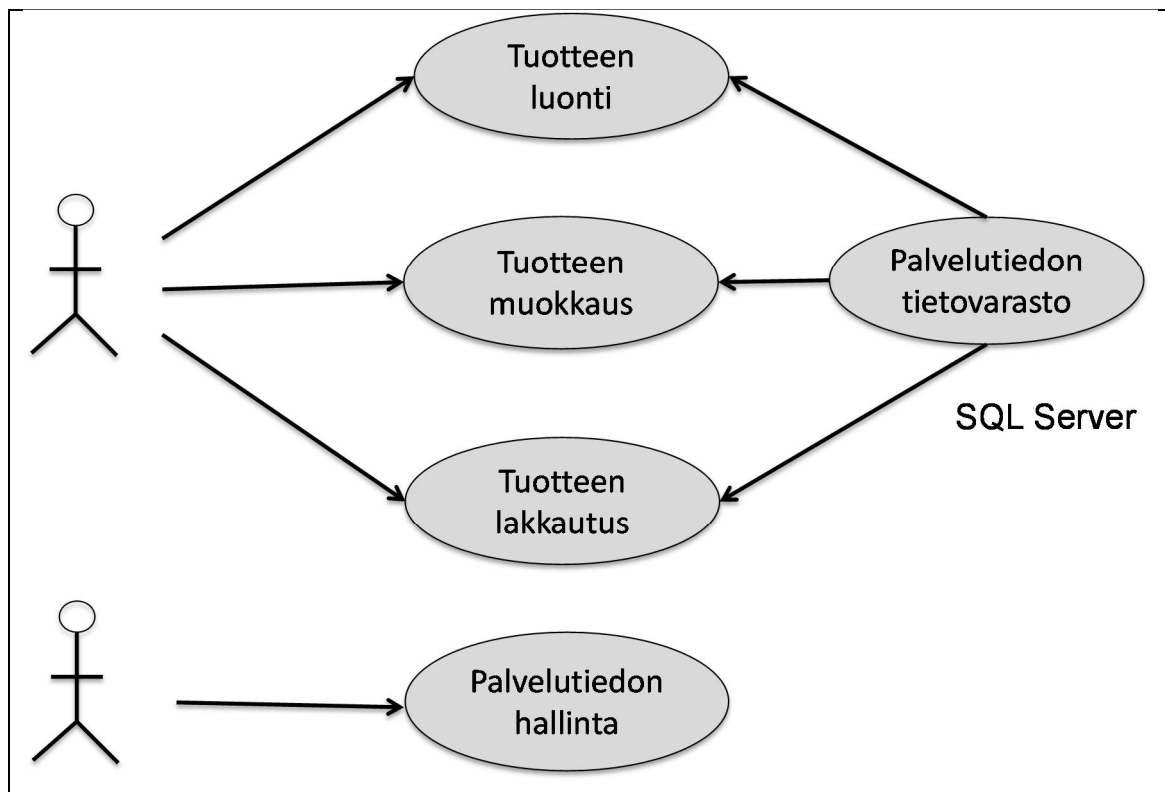 Tuotteen
luonti
Tuotteen
muokkaus
Palvelutiedon
tietovarasto
SQL Server
Tuotteen
lakkautus
Palvelutiedon
hallinta